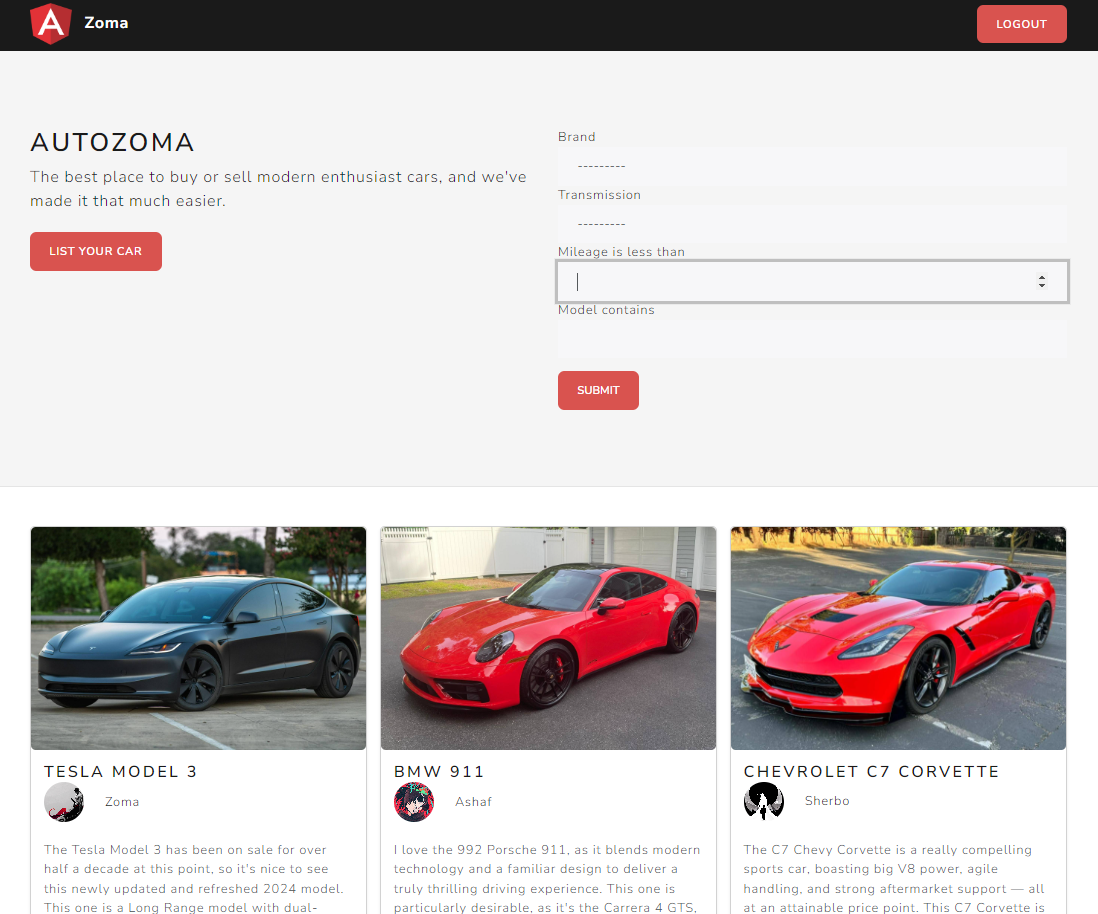 Zoma
LOGOUT
AUTOZOMA
The best place to buy or sell modern enthusiast cars, and we've
made it that much easier.
LIST YOUR CAR
Brand
---------
Transmission
---------
Mileage is less than
Model contains
SUBMIT
TESLA MODEL 3
Zoma
The Tesla Model 3 has been on sale for over
half a decade at this point, so it's nice to see
this newly updated and refreshed 2024 model.
This one is a Long Range model with dual-
BMW 911
Ashaf
I love the 992 Porsche 911, as it blends modern
technology and a familiar design to deliver a
truly thrilling driving experience. This one is
particularly desirable, as it's the Carrera 4 GTS,
CHEVROLET C7 CORVETTE
Sherbo
The C7 Chevy Corvette is a really compelling
sports car, boasting big V8 power, agile
handling, and strong aftermarket support — all
at an attainable price point. This C7 Corvette is